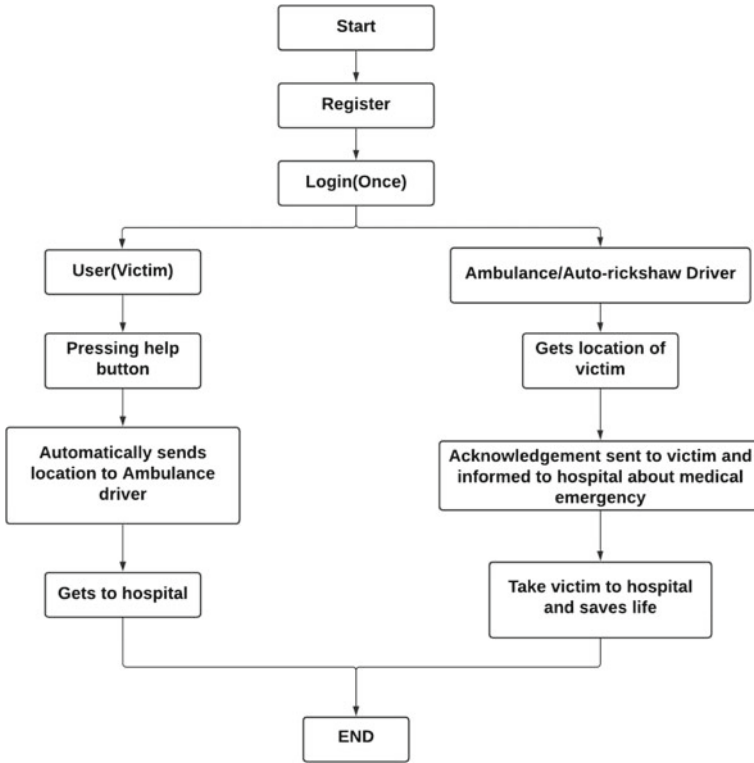 Start
Register
Login(Once)
User(Victim)
Ambulance/Auto-rickshaw Driver
Pressing help
button
Gets location of
victim
Automatically sends
location to Ambulance
driver
Acknowledgement sent to victim and
informed to hospital about medical
emergency
Gets to hospital
Take victim to hospital
and saves life
END